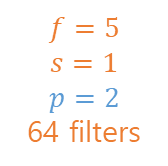 f = 5
s = 1
p = 2
64 filters